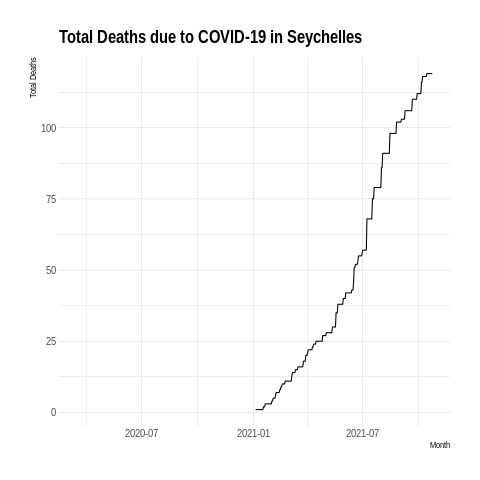 Total Deaths due to COVID-19 in Seychelles
Total Deaths
100
75
50
25
0
2020-07 2021-01 2021-07
Month